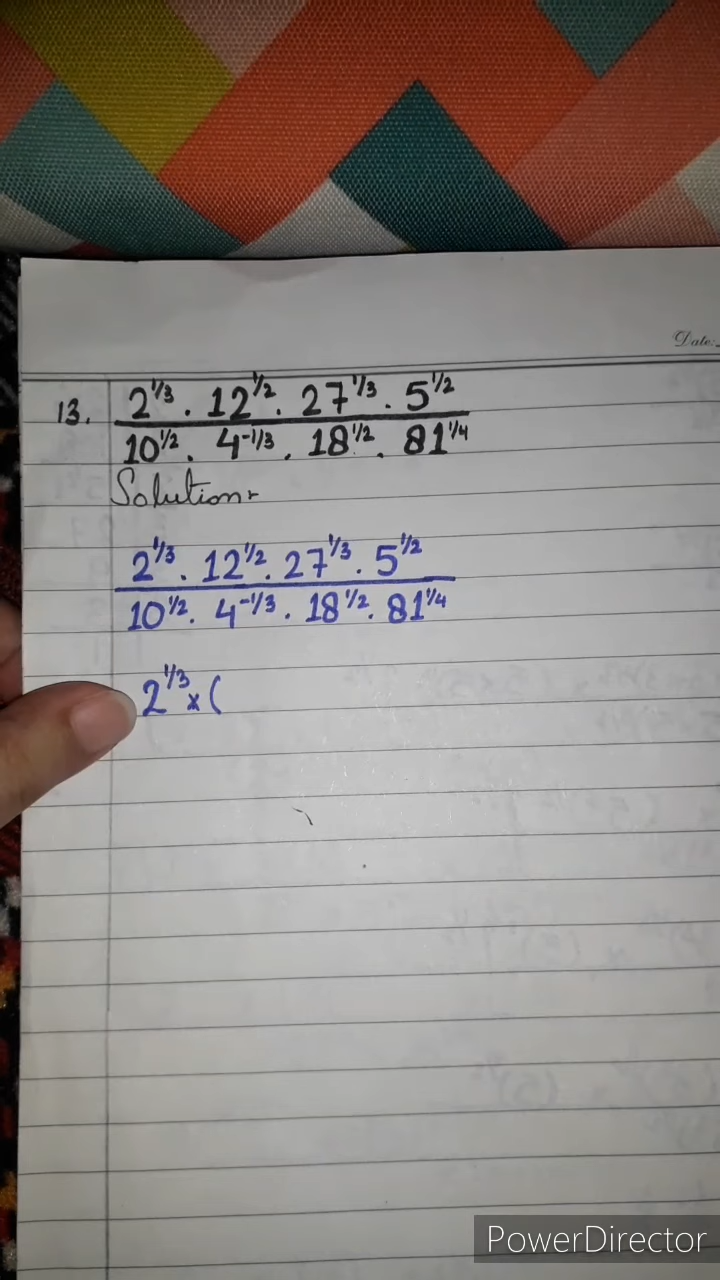 Date:
13. 2^1/3 . 12^1/2 . 27^1/3 . 5^1/2
10^1/2 . 4^-1/3 . 18^1/2 . 81^1/4
Solution:-
2^1/3 . 12^1/2 . 27^1/3 . 5^1/2
10^1/2 . 4^-1/3 . 18^1/2 . 81^1/4
2^1/3 × (
PowerDirector